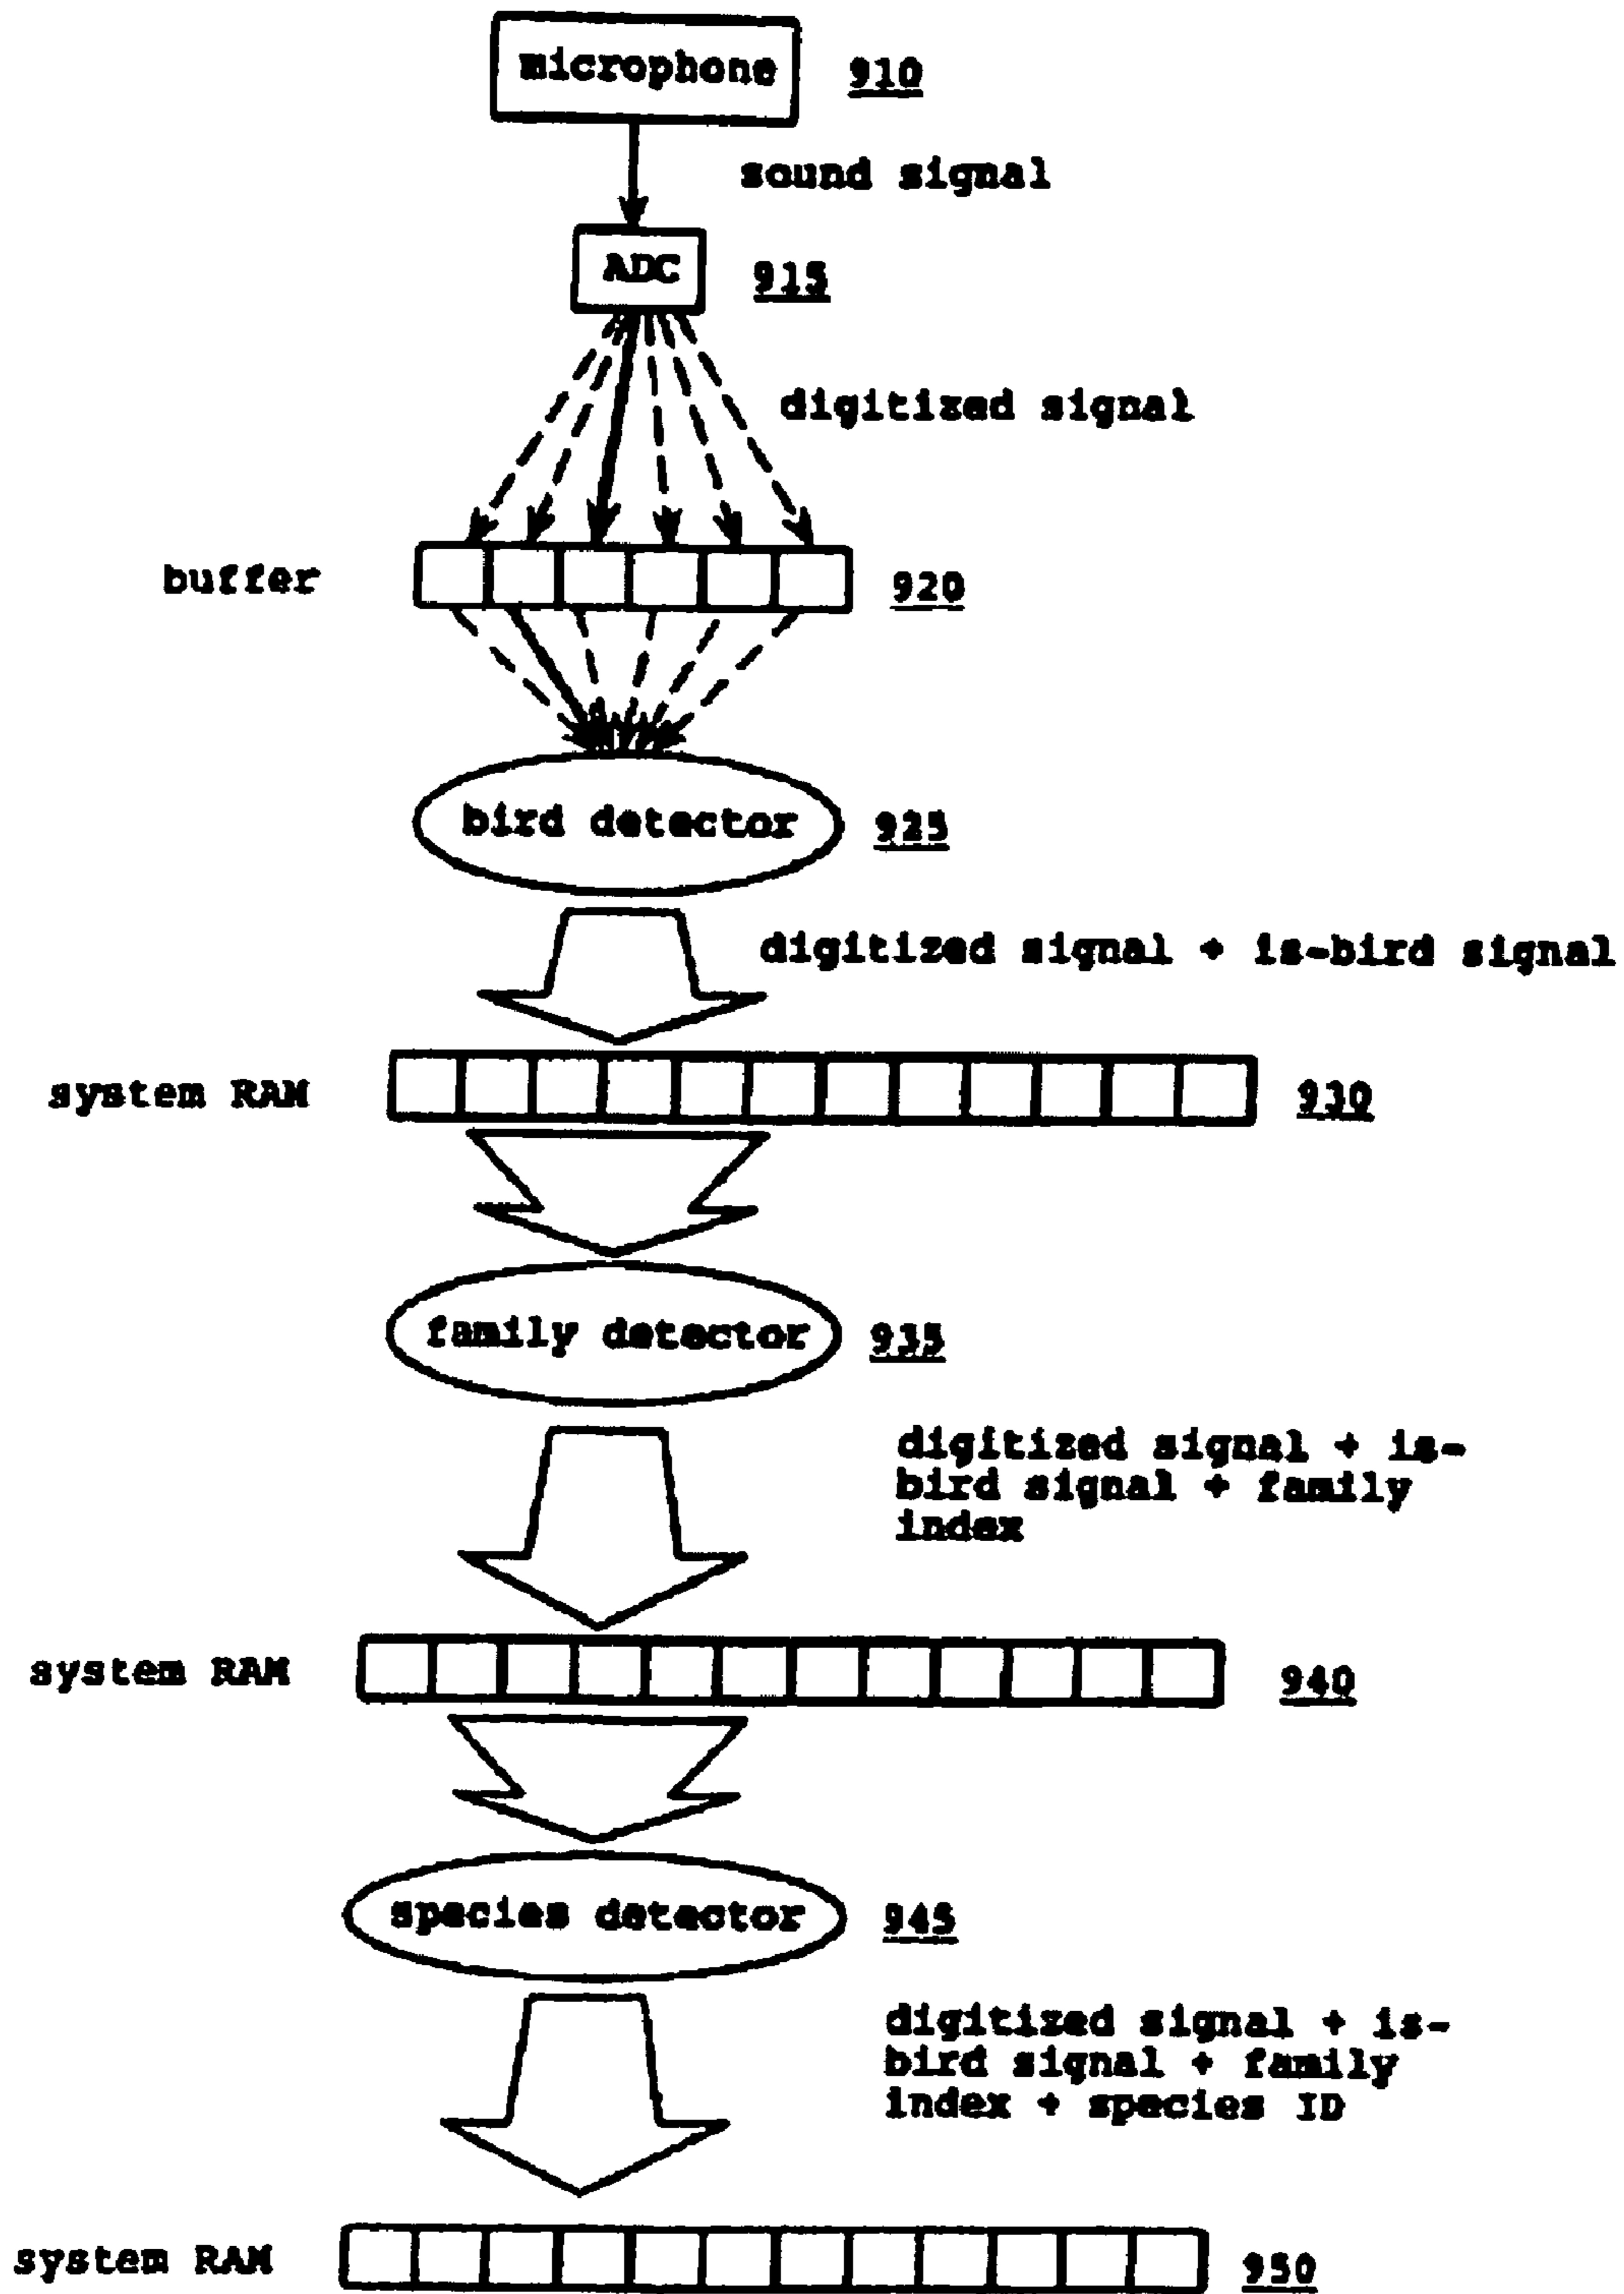 microphone 910
sound signal
ADC 915
digitized signal
buffer 920
bird detector 925
digitized signal + is-bird signal
system RAM 930
family detector 935
digitized signal + is-
bird signal + family
index
system RAM 940
species detector 945
digitized signal + is-
bird signal + family
index + species ID
system RAM 950